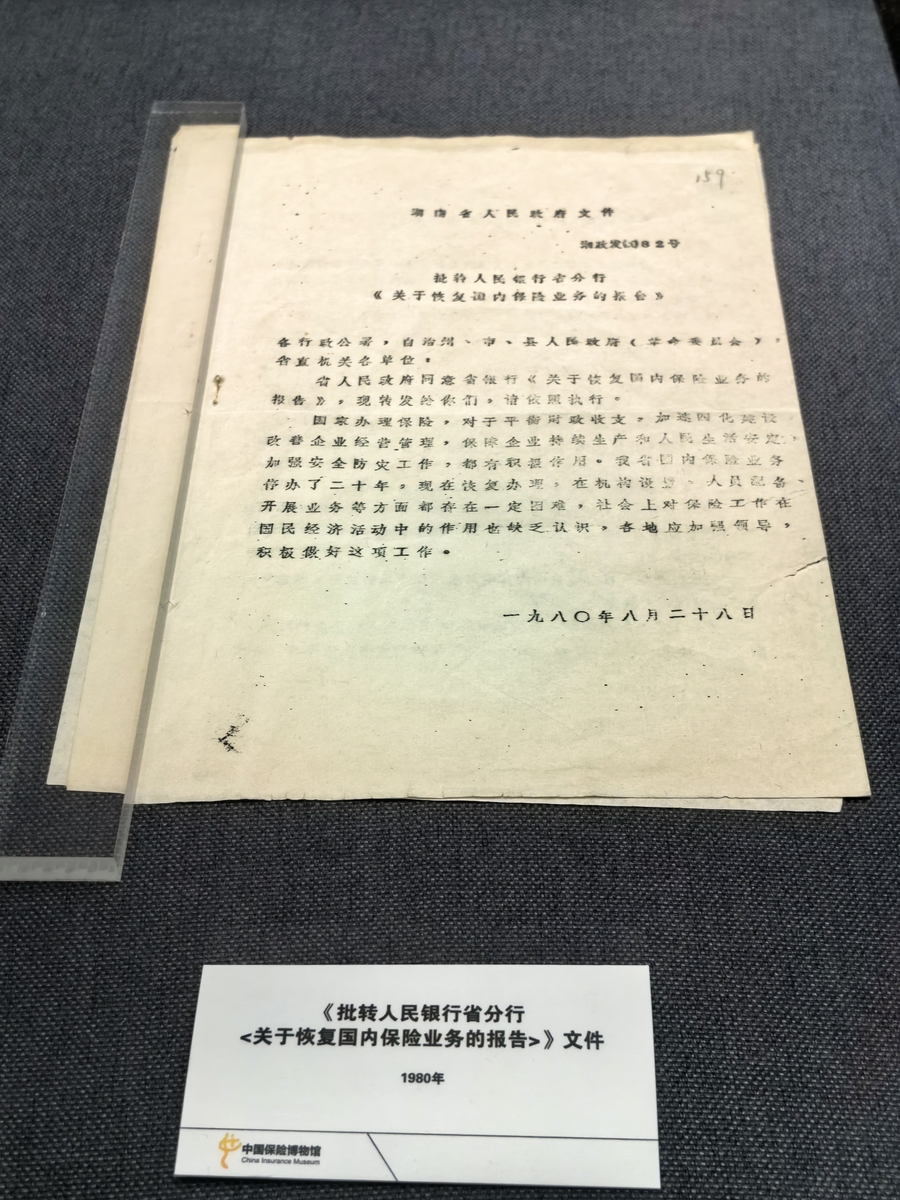 159
湖南省人民政府文件
湘政发()82号
批转人民银行省分行
《关于恢复国内保险业务的报告》
各行政公署，自治州、市、县人民政府（革命委员会），
省直机关各单位：
省人民政府同意省银行《关于恢复国内保险业务的
报告》，现转发给你们，请依照执行。
国家办理保险，对于平衡财政收支，加速四化建设
改善企业经营管理，保障企业持续生产和人民生活安定，
加强安全防灾工作，都有积极作用。我省国内保险业务
停办了二十年，现在恢复办理，在机构设置、人员配备、
开展业务等方面都存在一定困难，社会上对保险工作在
国民经济活动中的作用也缺乏认识，各地应加强领导，
积极做好这项工作。
一九八〇年八月二十八日
《批转人民银行省分行
<关于恢复国内保险业务的报告>》文件
1980年
中国保险博物馆
China Insurance Museum